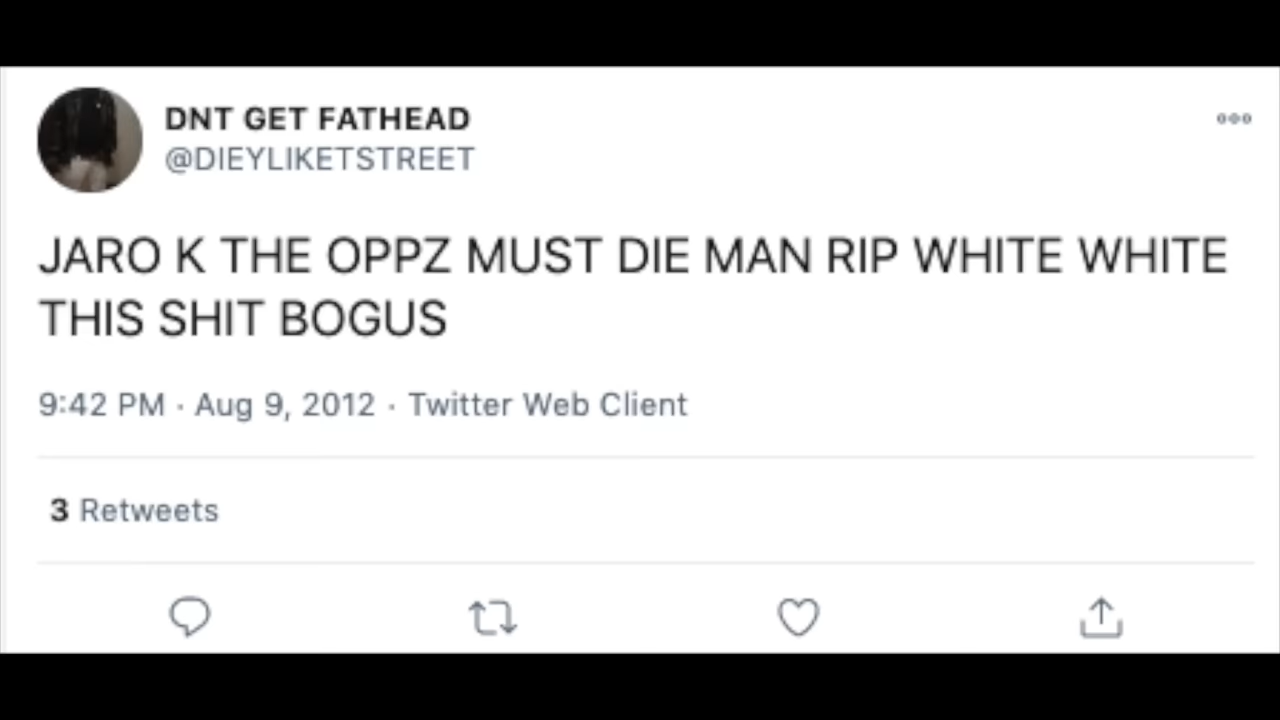 DNT GET FATHEAD
@DIEYLIKETSTREET
JARO K THE OPPZ MUST DIE MAN RIP WHITE WHITE
THIS SHIT BOGUS
9:42 PM · Aug 9, 2012 · Twitter Web Client
3 Retweets